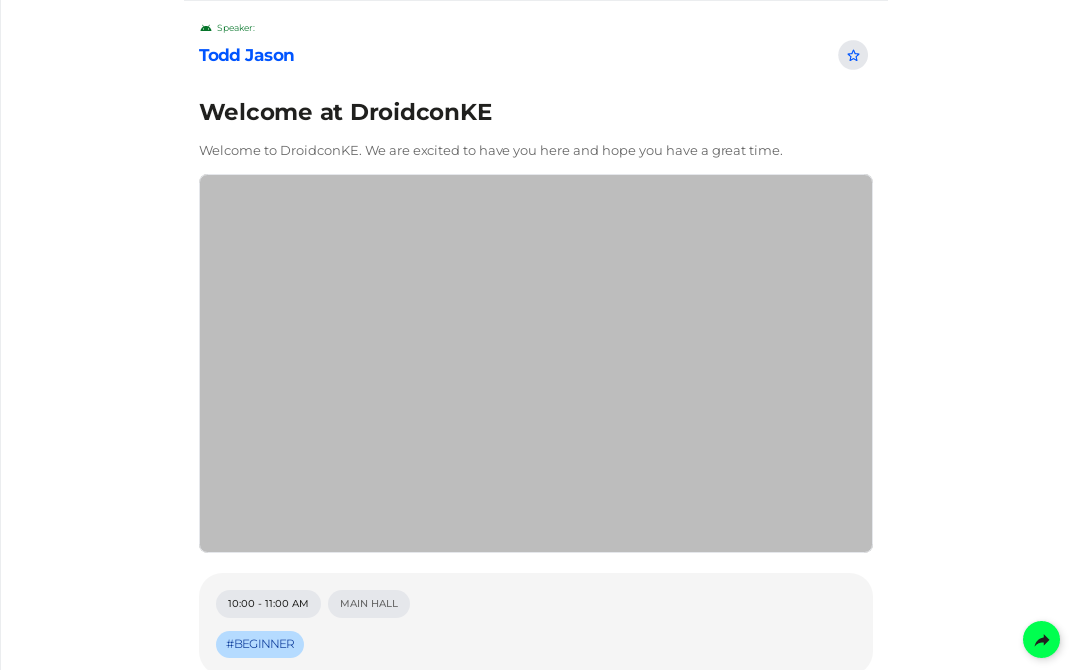 Speaker:
Todd Jason
Welcome at DroidconKE
Welcome to DroidconKE. We are excited to have you here and hope you have a great time.
10:00 - 11:00 AM MAIN HALL
#BEGINNER